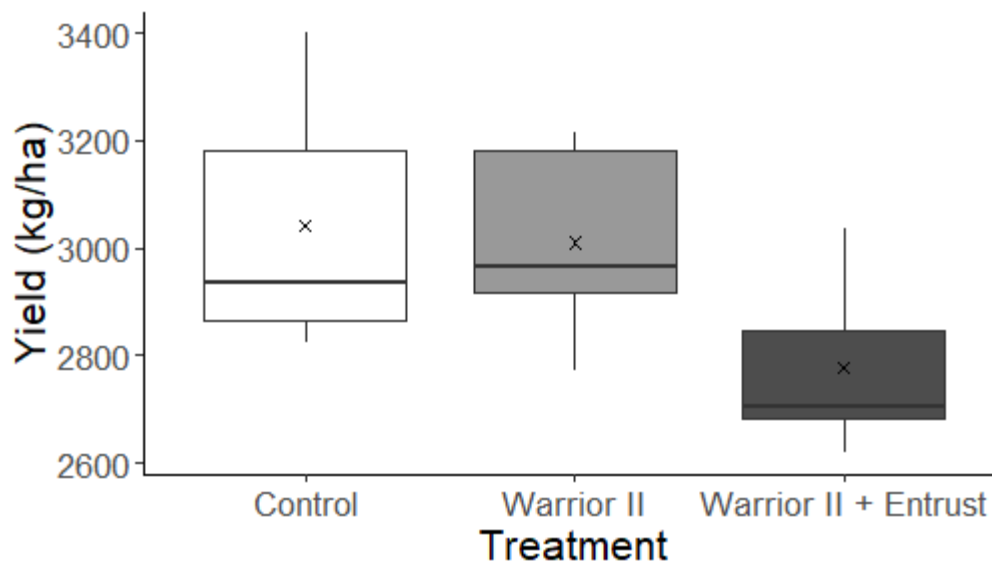 Yield (kg/ha)
3400
3200
3000
2800
2600
Control
Warrior II
Warrior II + Entrust
Treatment